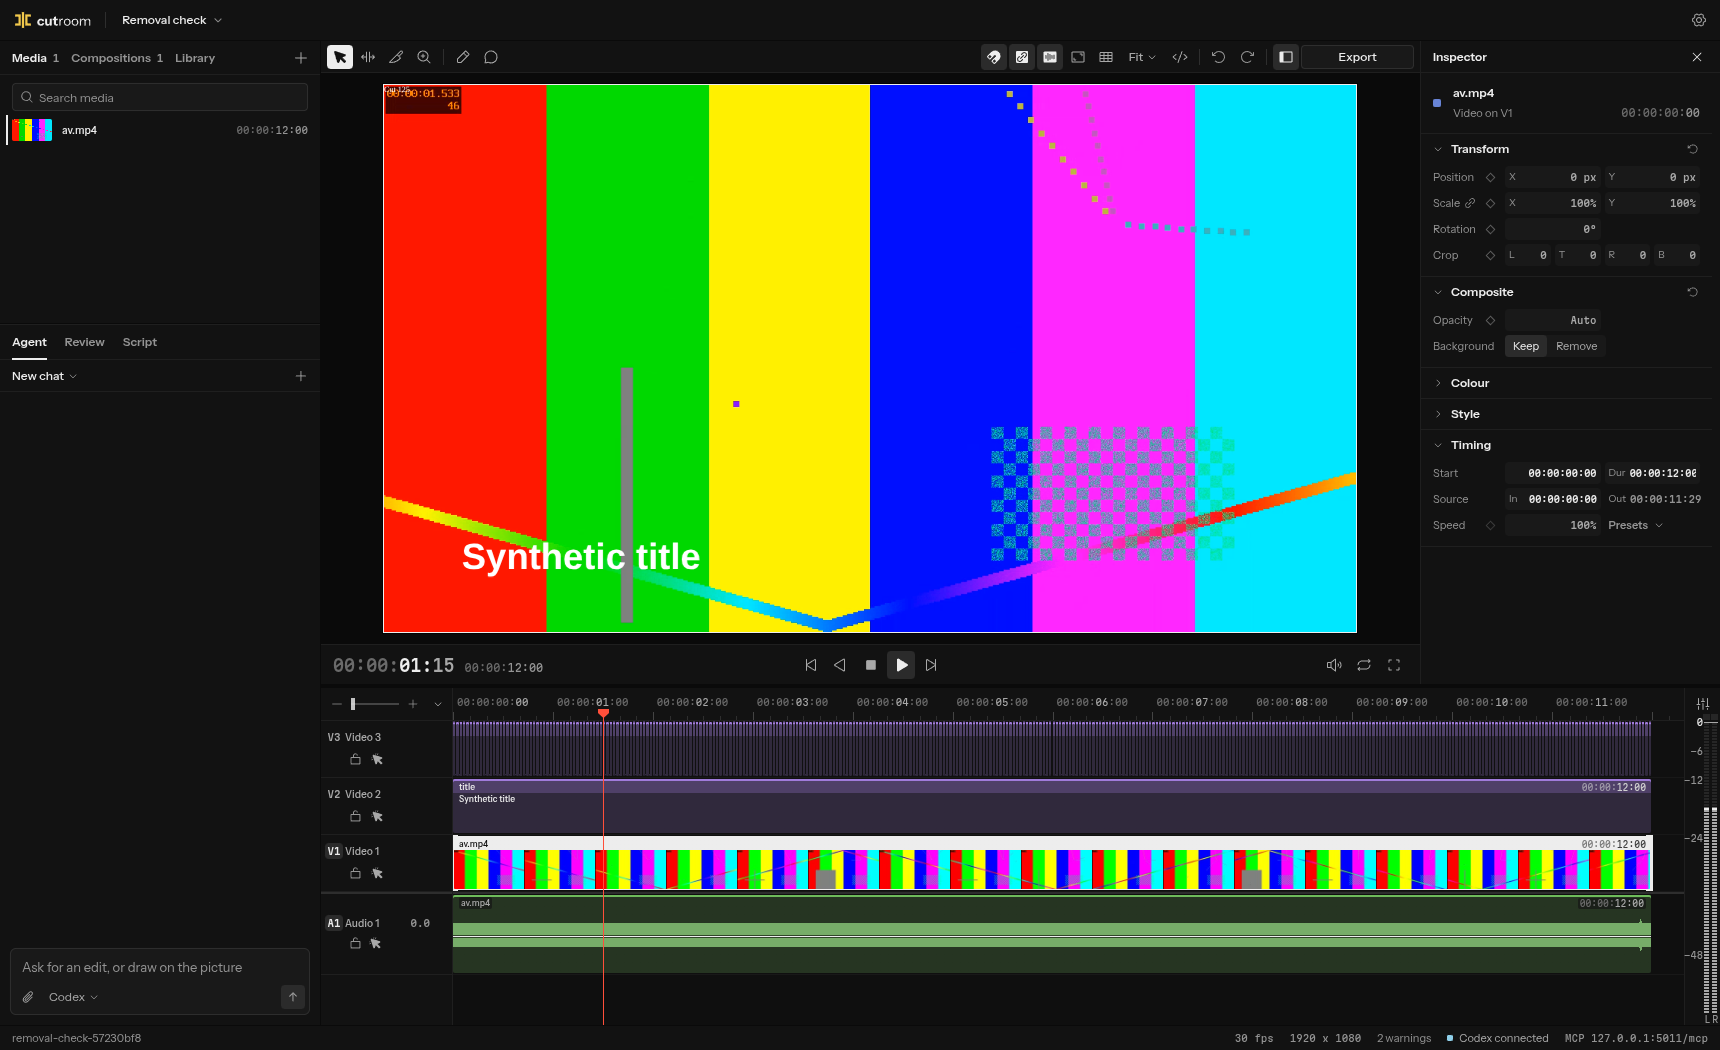 cutroom
Removal check
Media 1 Compositions 1 Library
Search media
av.mp4 00:00:12:00
Agent Review Script
New chat
Ask for an edit, or draw on the picture
Codex
removal-check-57230bf8
Fit
Export
00:00:01.533
46
Synthetic title
00:00:01:15 00:00:12:00
Inspector
av.mp4
Video on V1 00:00:00:00
Transform
Position X 0 px Y 0 px
Scale X 100% Y 100%
Rotation 0°
Crop L 0 T 0 R 0 B 0
Composite
Opacity Auto
Background Keep Remove
Colour
Style
Timing
Start 00:00:00:00 Dur 00:00:12:00
Source In 00:00:00:00 Out 00:00:11:29
Speed 100% Presets
00:00:00:00 00:00:01:00 00:00:02:00 00:00:03:00 00:00:04:00 00:00:05:00 00:00:06:00 00:00:07:00 00:00:08:00 00:00:09:00 00:00:10:00 00:00:11:00
V3 Video 3
V2 Video 2
title 00:00:12:00
Synthetic title
V1 Video 1
av.mp4 00:00:12:00
A1 Audio 1 0.0
av.mp4 00:00:12:00
0
-6
-12
-24
-48
L R
30 fps 1920 x 1080 2 warnings Codex connected MCP 127.0.0.1:5011/mcp